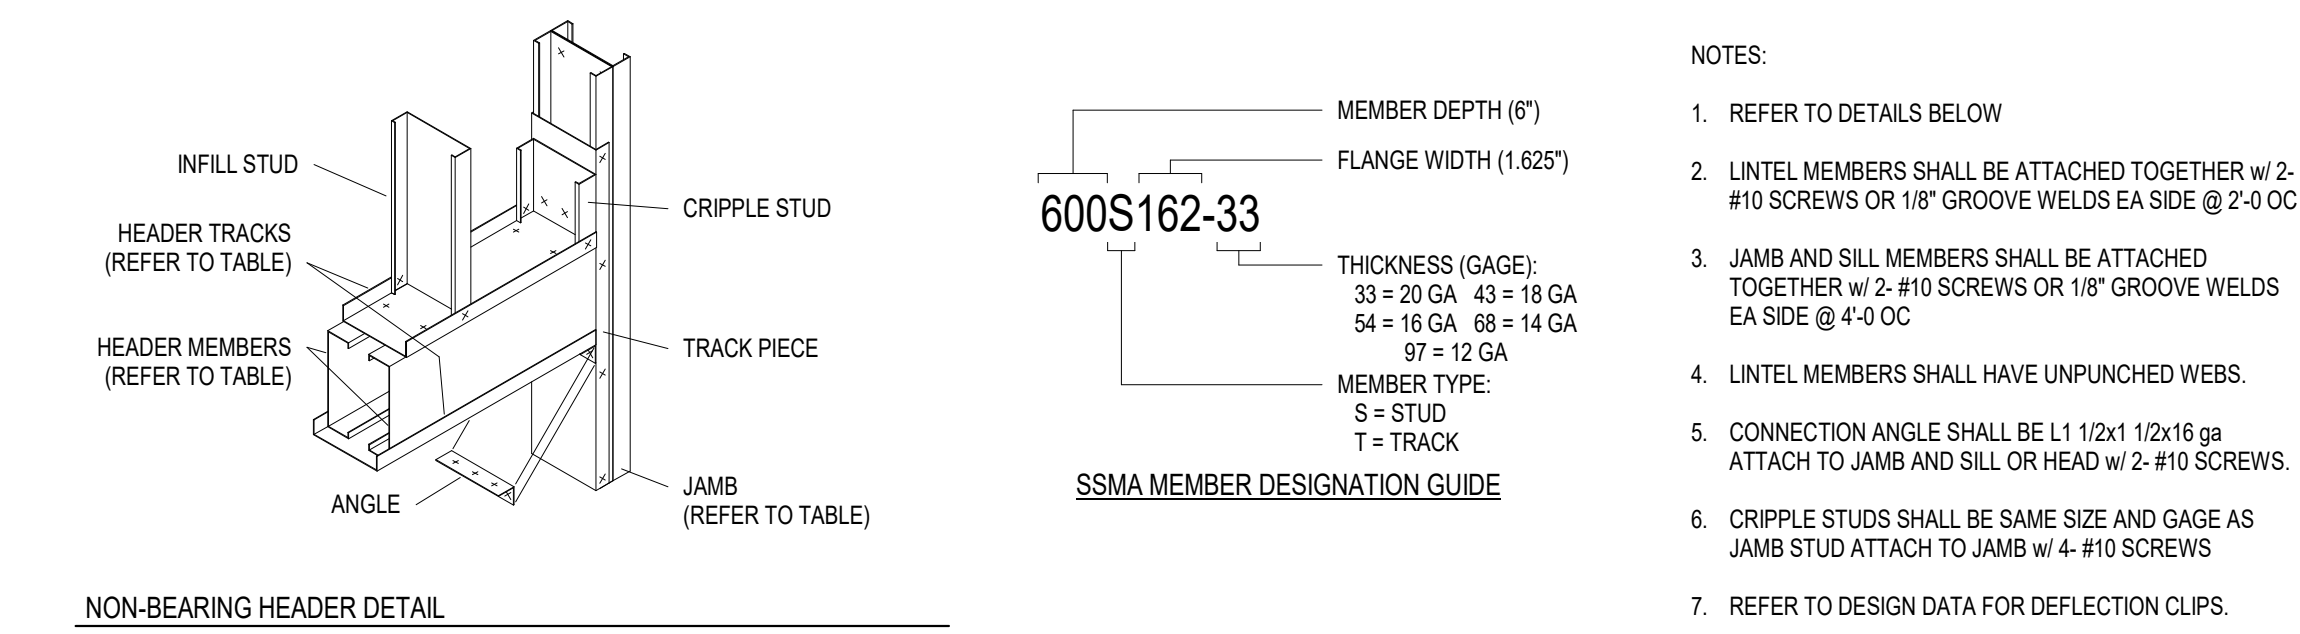 INFILL STUD
HEADER TRACKS
(REFER TO TABLE)
HEADER MEMBERS
(REFER TO TABLE)
ANGLE
CRIPPLE STUD
TRACK PIECE
JAMB
(REFER TO TABLE)
NON-BEARING HEADER DETAIL
MEMBER DEPTH (6")
FLANGE WIDTH (1.625")
600S162-33
THICKNESS (GAGE):
33 = 20 GA 43 = 18 GA
54 = 16 GA 68 = 14 GA
97 = 12 GA
MEMBER TYPE:
S = STUD
T = TRACK
SSMA MEMBER DESIGNATION GUIDE
NOTES:
1. REFER TO DETAILS BELOW
2. LINTEL MEMBERS SHALL BE ATTACHED TOGETHER w/ 2-
#10 SCREWS OR 1/8" GROOVE WELDS EA SIDE @ 2'-0 OC
3. JAMB AND SILL MEMBERS SHALL BE ATTACHED
TOGETHER w/ 2- #10 SCREWS OR 1/8" GROOVE WELDS
EA SIDE @ 4'-0 OC
4. LINTEL MEMBERS SHALL HAVE UNPUNCHED WEBS.
5. CONNECTION ANGLE SHALL BE L1 1/2x1 1/2x16 ga
ATTACH TO JAMB AND SILL OR HEAD w/ 2- #10 SCREWS.
6. CRIPPLE STUDS SHALL BE SAME SIZE AND GAGE AS
JAMB STUD ATTACH TO JAMB w/ 4- #10 SCREWS
7. REFER TO DESIGN DATA FOR DEFLECTION CLIPS.